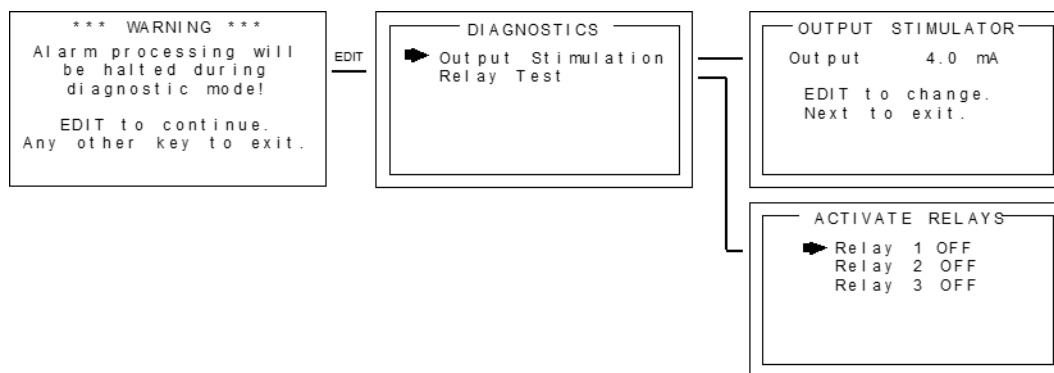 *** WARNING ***
Alarm processing will
be halted during
diagnostic mode!
EDIT to continue.
Any other key to exit.
EDIT
DIAGNOSTICS
Output Stimulation
Relay Test
OUTPUT STIMULATOR
Output 4.0 mA
EDIT to change.
Next to exit.
ACTIVATE RELAYS
Relay 1 OFF
Relay 2 OFF
Relay 3 OFF